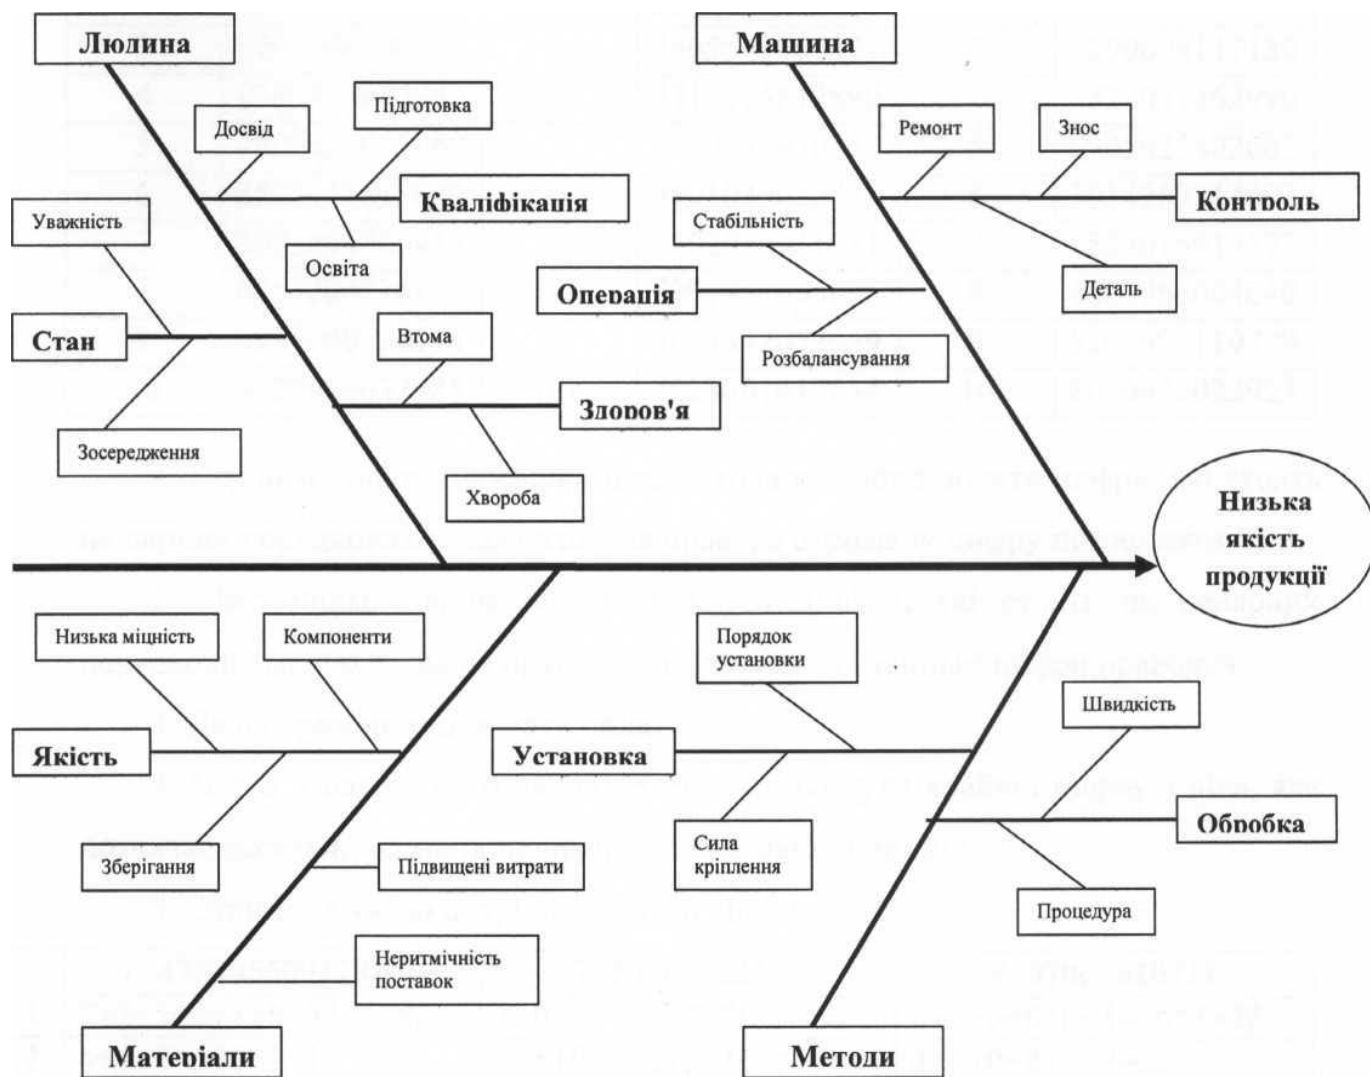 Людина
Машина
Підготовка
Досвід
Ремонт
Знос
Кваліфікація
Контроль
Уважність
Стабільність
Освіта
Операція
Деталь
Стан
Втома
Розбалансування
Здоров'я
Зосередження
Хвороба
Низька
якість
продукції
Низька міцність
Компоненти
Порядок
установки
Швидкість
Якість
Установка
Обробка
Зберігання
Підвищені витрати
Сила
кріплення
Процедура
Неритмічність
поставок
Матеріали
Методи